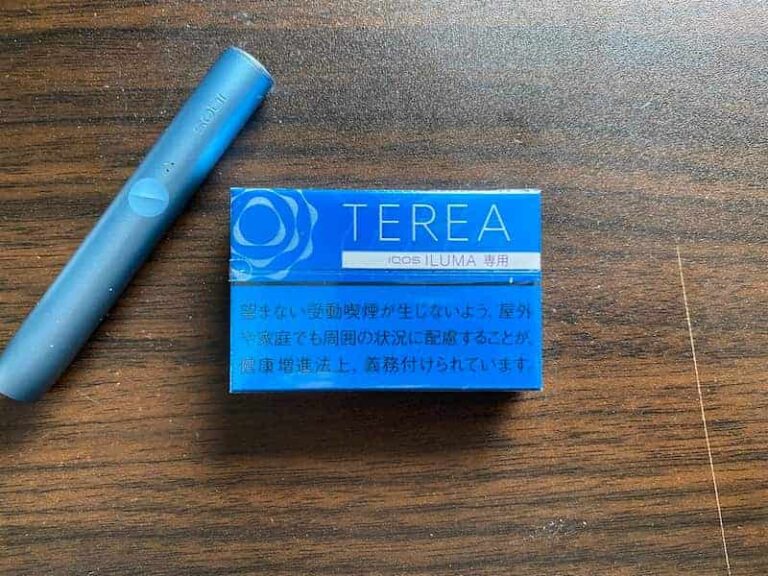 IQOS
TEREA
IQOS ILUMA 専用
望まない受動喫煙が生じないよう、屋外
や家庭でも周囲の状況に配慮することが、
健康増進法上、義務付けられています。